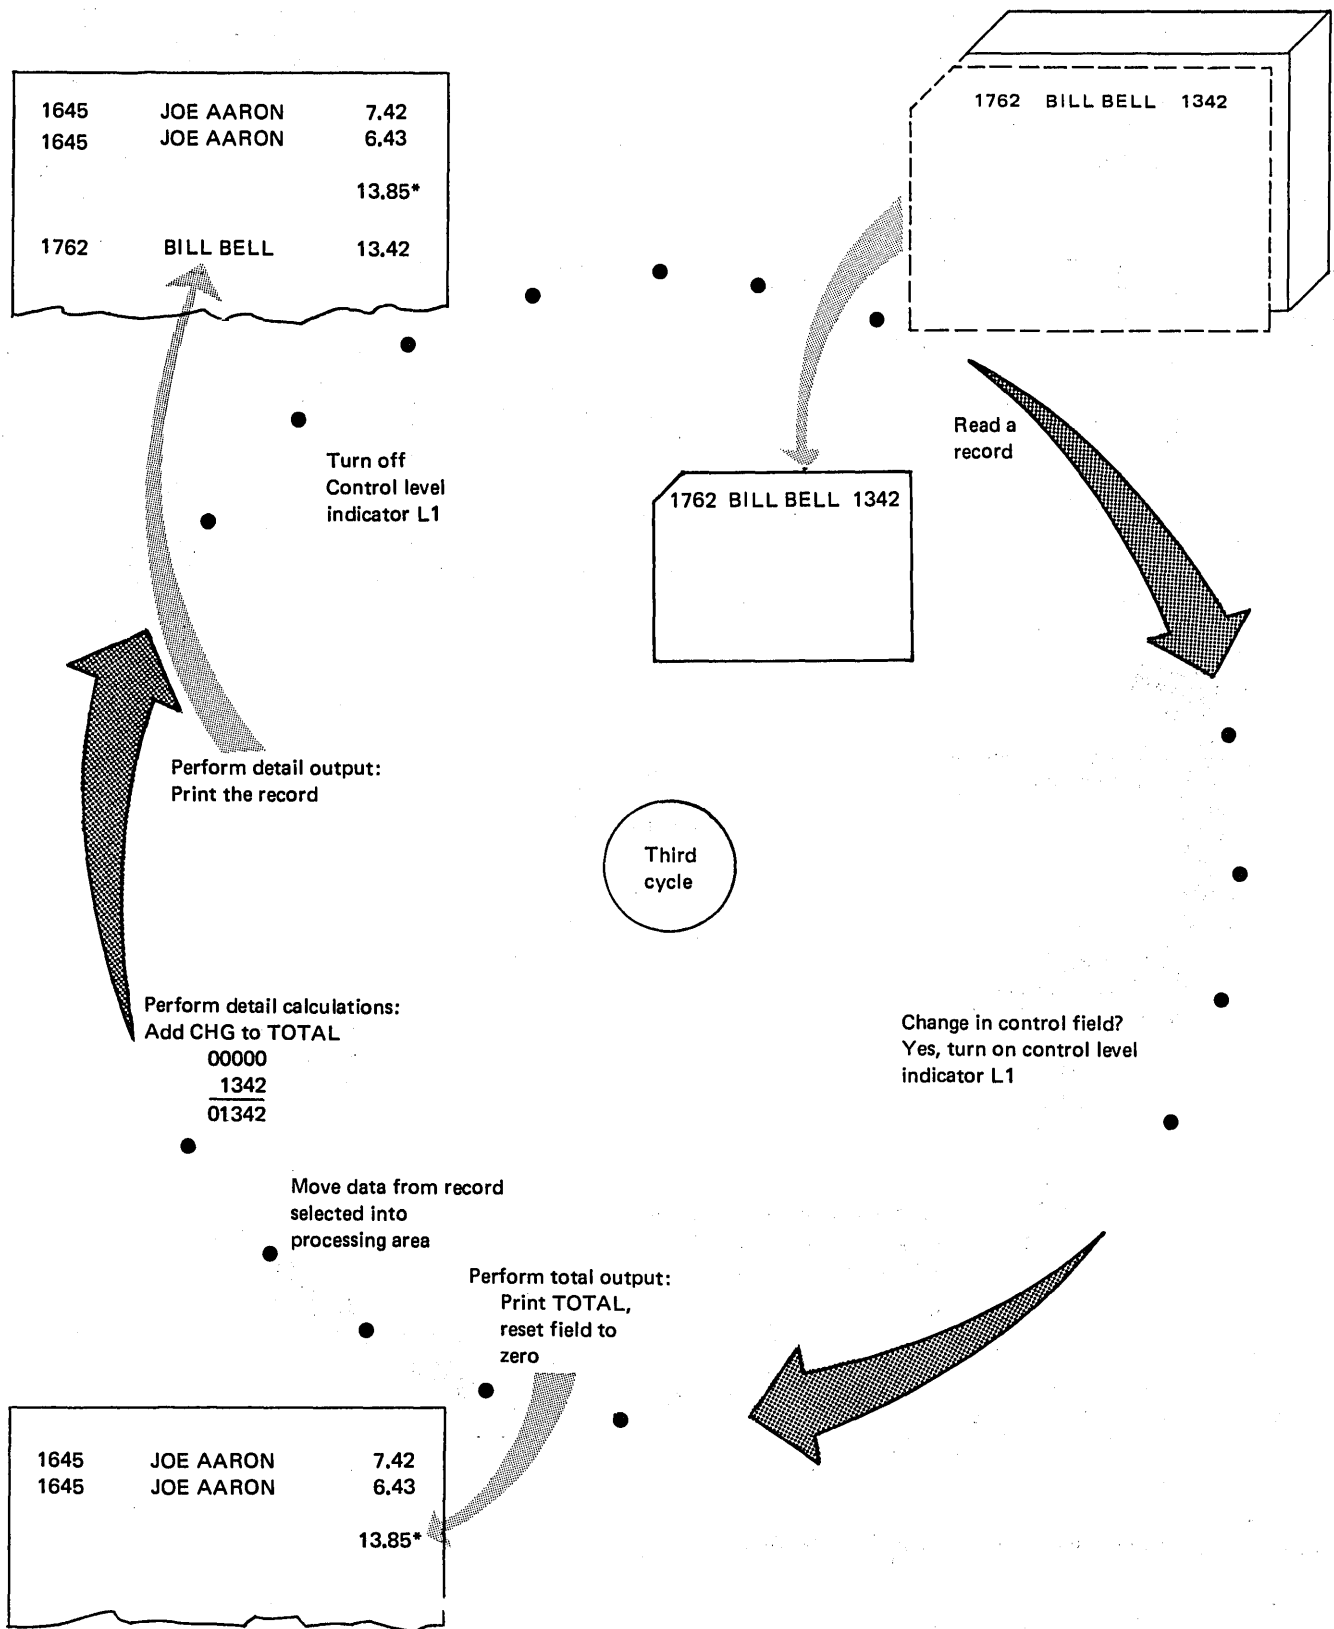 1645 JOE AARON 7.42
1645 JOE AARON 6.43
13.85*
1762 BILL BELL 13.42
1762 BILL BELL 1342
Read a
record
1762 BILL BELL 1342
Turn off
Control level
indicator L1
Perform detail output:
Print the record
Third
cycle
Perform detail calculations:
Add CHG to TOTAL
00000
1342
01342
Change in control field?
Yes, turn on control level
indicator L1
Move data from record
selected into
processing area
Perform total output:
Print TOTAL,
reset field to
zero
1645 JOE AARON 7.42
1645 JOE AARON 6.43
13.85*